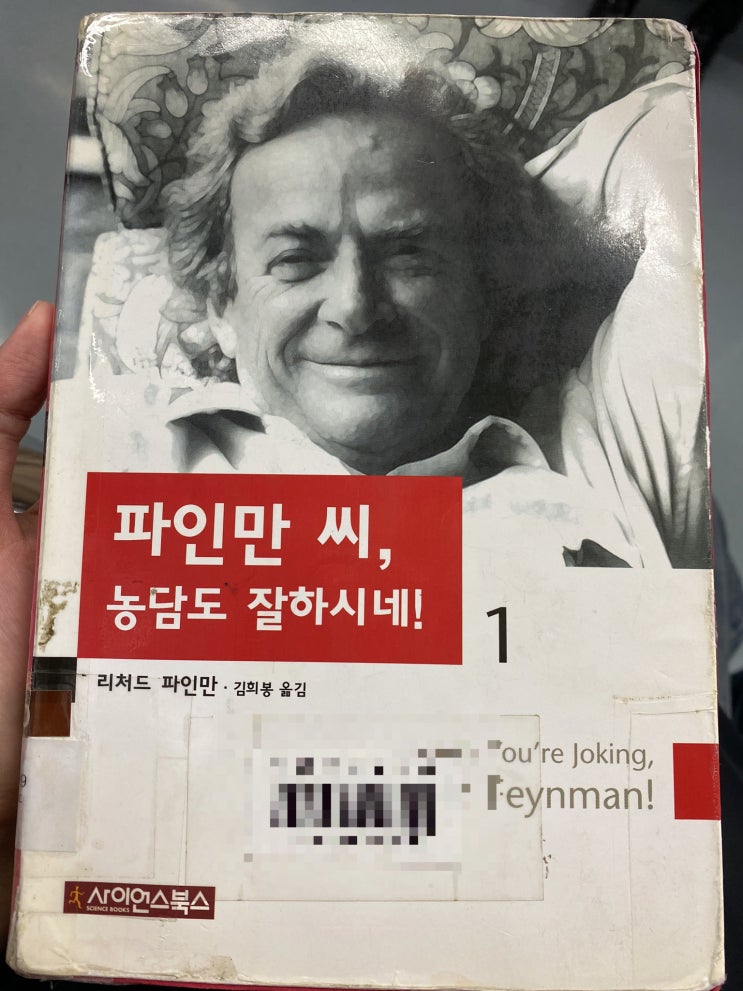 파인만 씨,
농담도 잘하시네!
1
리처드 파인만 · 김희봉 옮김
ou're Joking,
eynman!
사이언스북스
SCIENCE BOOKS
9